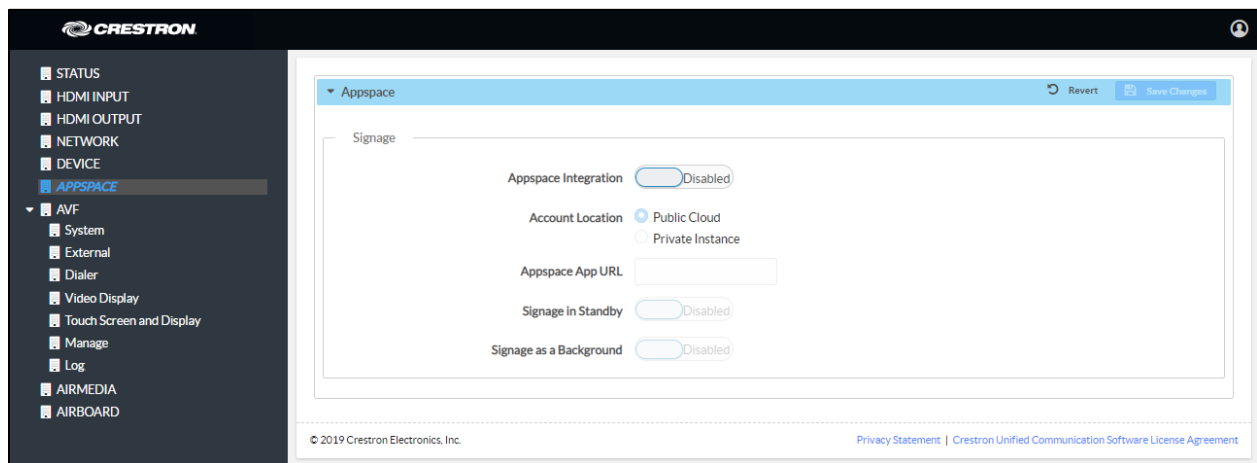 CRESTRON
STATUS
HDMI INPUT
HDMI OUTPUT
NETWORK
DEVICE
APPSPACE
AVF
System
External
Dialer
Video Display
Touch Screen and Display
Manage
Log
AIRMEDIA
AIRBOARD
Appspace Revert Save Changes
Signage
Appspace Integration Disabled
Account Location Public Cloud
Private Instance
Appspace App URL
Signage in Standby Disabled
Signage as a Background Disabled
© 2019 Crestron Electronics, Inc. Privacy Statement | Crestron Unified Communication Software License Agreement